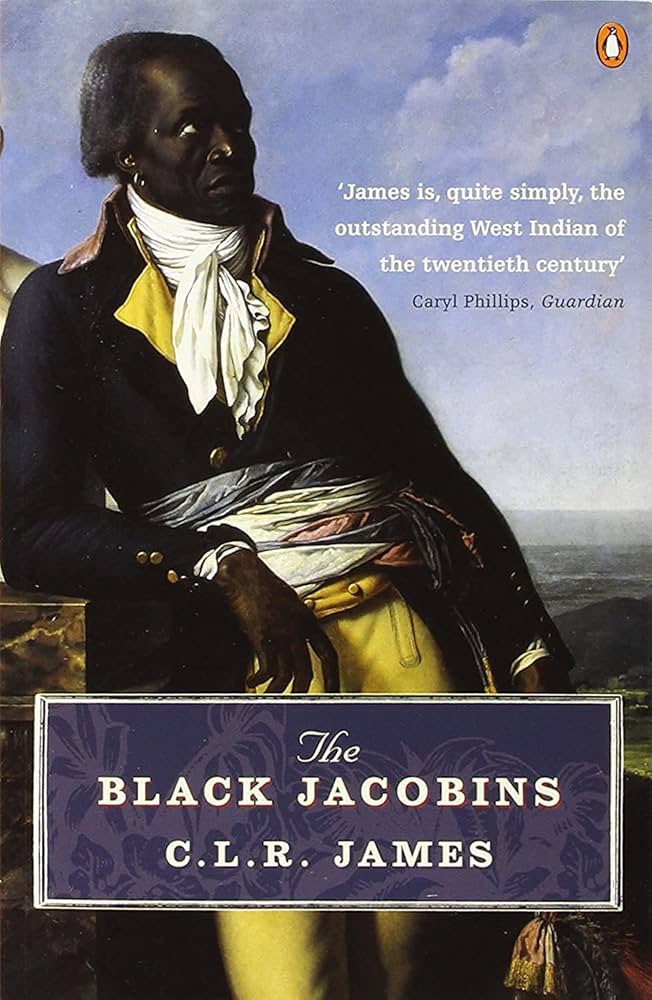 ‘James is, quite simply, the
outstanding West Indian of
the twentieth century’
Caryl Phillips, Guardian
The
BLACK JACOBINS
C.L.R. JAMES